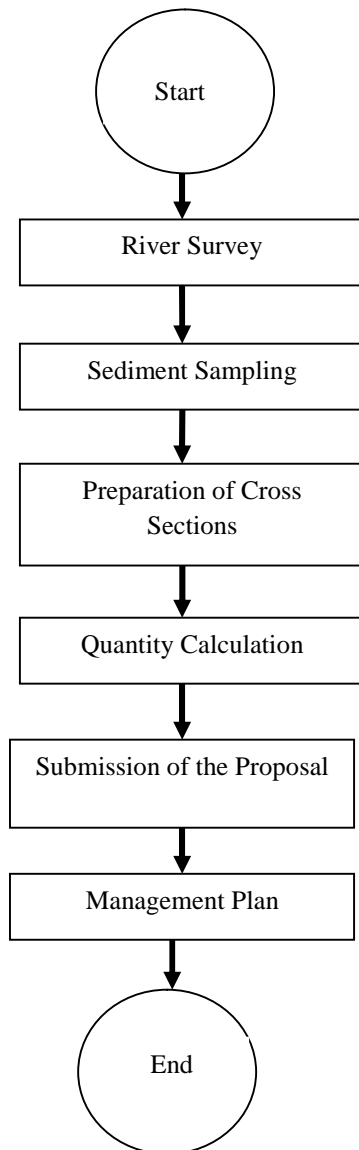 Start
River Survey
Sediment Sampling
Preparation of Cross
Sections
Quantity Calculation
Submission of the Proposal
Management Plan
End